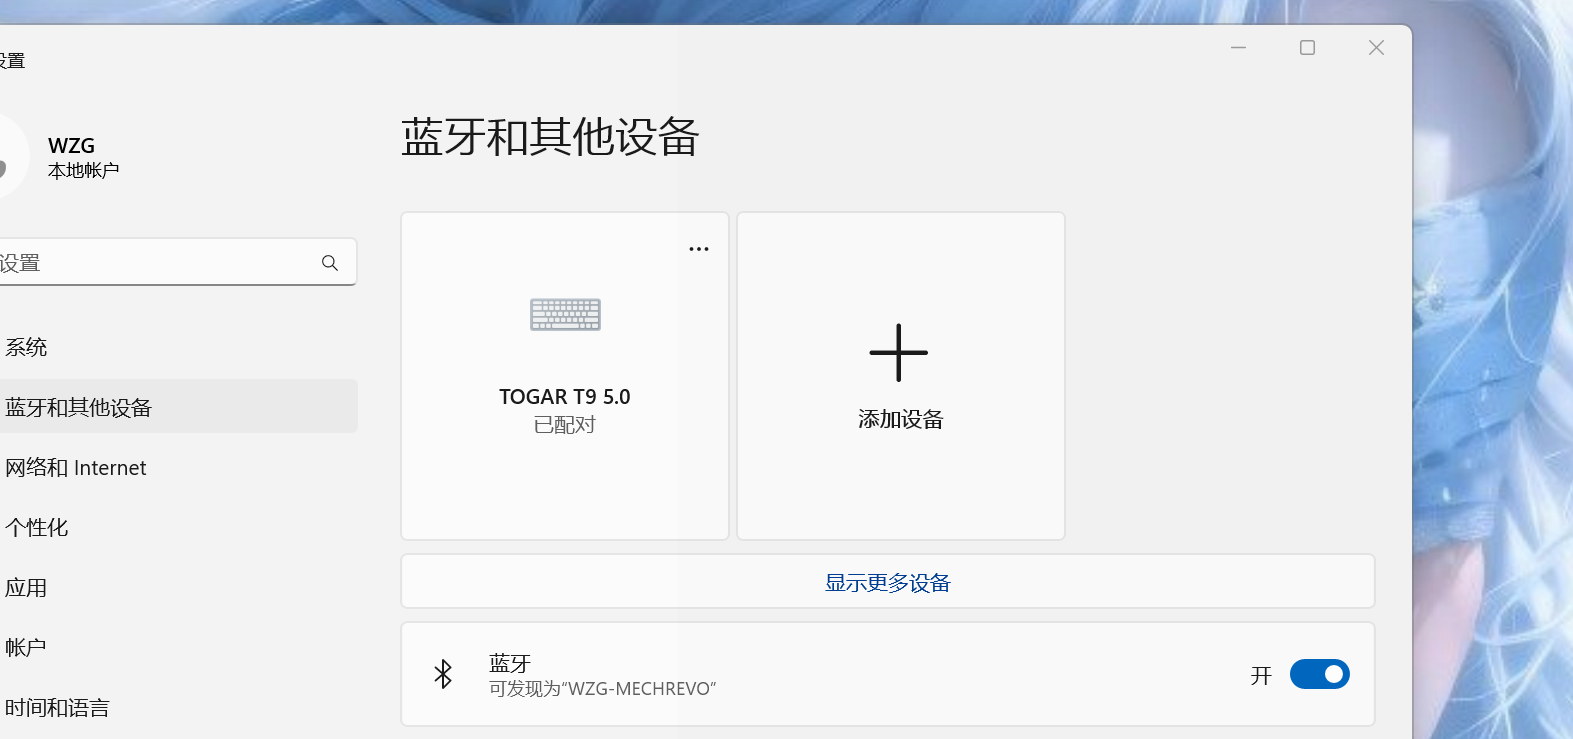 设置
WZG
本地帐户
设置
系统
蓝牙和其他设备
网络和 Internet
个性化
应用
帐户
时间和语言
蓝牙和其他设备
...
TOGAR T9 5.0
已配对
添加设备
显示更多设备
蓝牙
可发现为“WZG-MECHREVO”
开